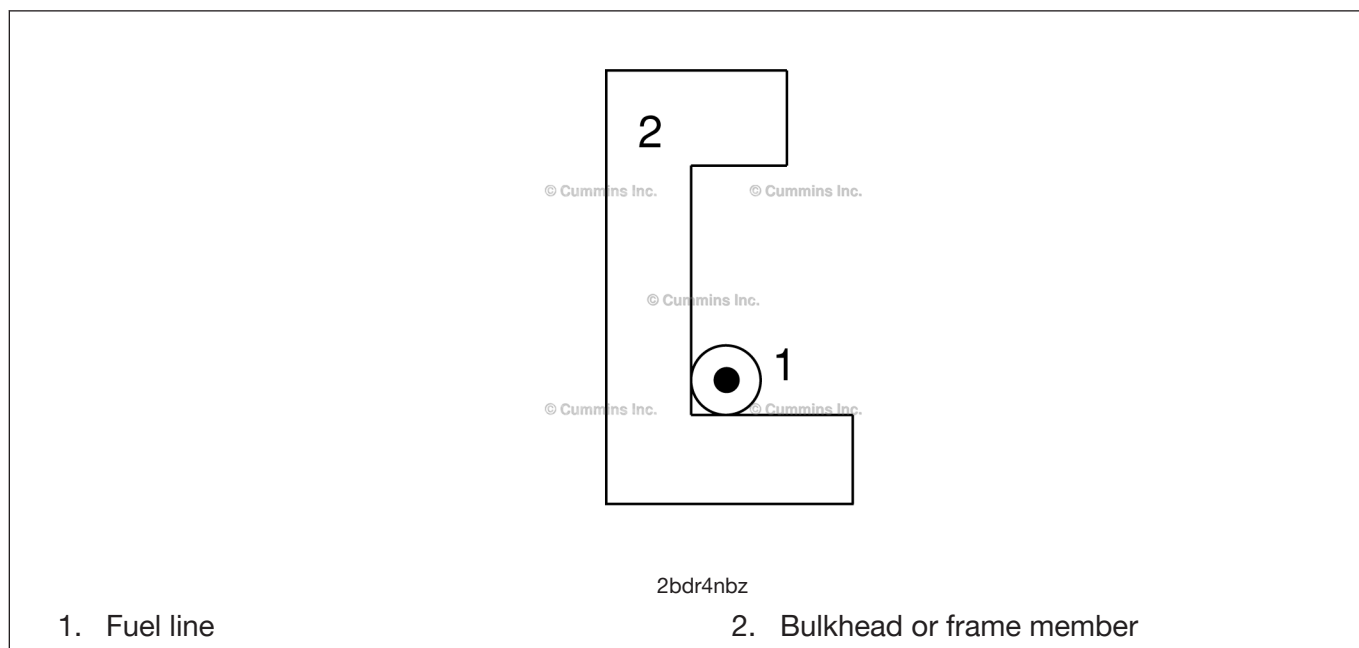 2
© Cummins Inc. © Cummins Inc.
© Cummins Inc.
1
© Cummins Inc. © Cummins Inc.
2bdr4nbz
1. Fuel line 2. Bulkhead or frame member